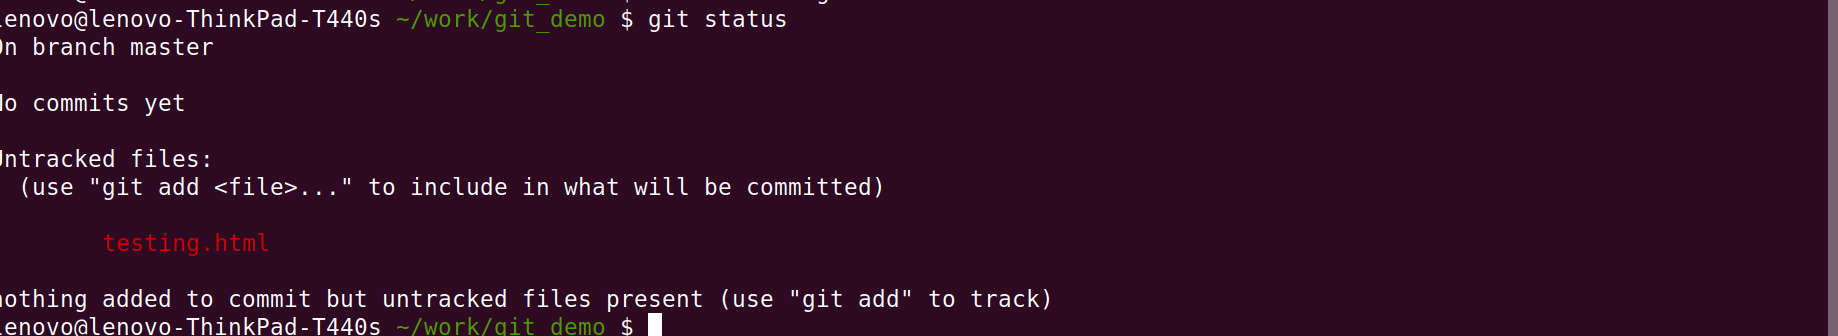 lenovo@lenovo-ThinkPad-T440s ~/work/git_demo $ git status
On branch master
No commits yet
Untracked files:
(use "git add <file>..." to include in what will be committed)
testing.html
nothing added to commit but untracked files present (use "git add" to track)
lenovo@lenovo-ThinkPad-T440s ~/work/git_demo $